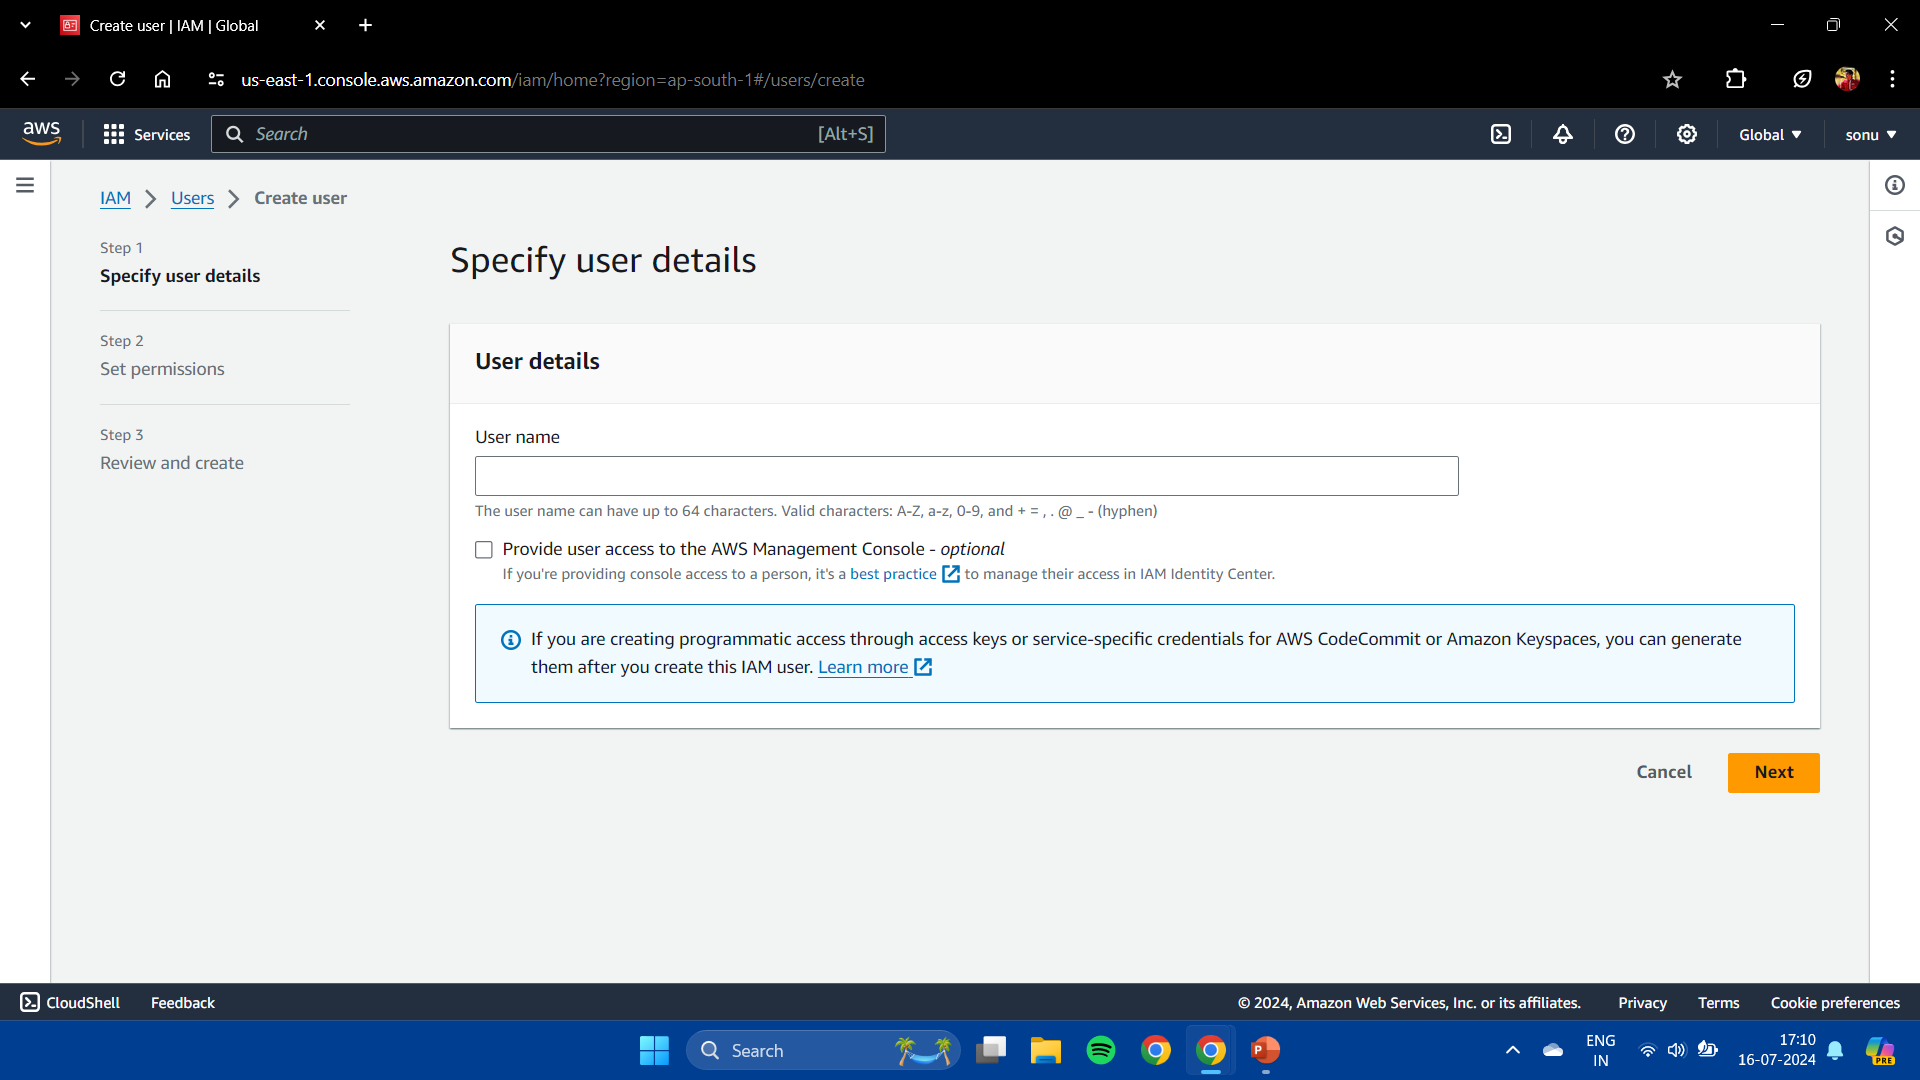 Create user | IAM | Global
us-east-1.console.aws.amazon.com/iam/home?region=ap-south-1#/users/create
aws
Services
Search
[Alt+S]
Global
sonu
IAM
Users
Create user
Step 1
Specify user details
Step 2
Set permissions
Step 3
Review and create
Specify user details
User details
User name
The user name can have up to 64 characters. Valid characters: A-Z, a-z, 0-9, and + = , . @ _ - (hyphen)
Provide user access to the AWS Management Console - optional
If you're providing console access to a person, it's a best practice to manage their access in IAM Identity Center.
If you are creating programmatic access through access keys or service-specific credentials for AWS CodeCommit or Amazon Keyspaces, you can generate
them after you create this IAM user. Learn more
Cancel
Next
CloudShell
Feedback
© 2024, Amazon Web Services, Inc. or its affiliates.
Privacy
Terms
Cookie preferences
Search
P
ENG
IN
17:10
16-07-2024
PRE